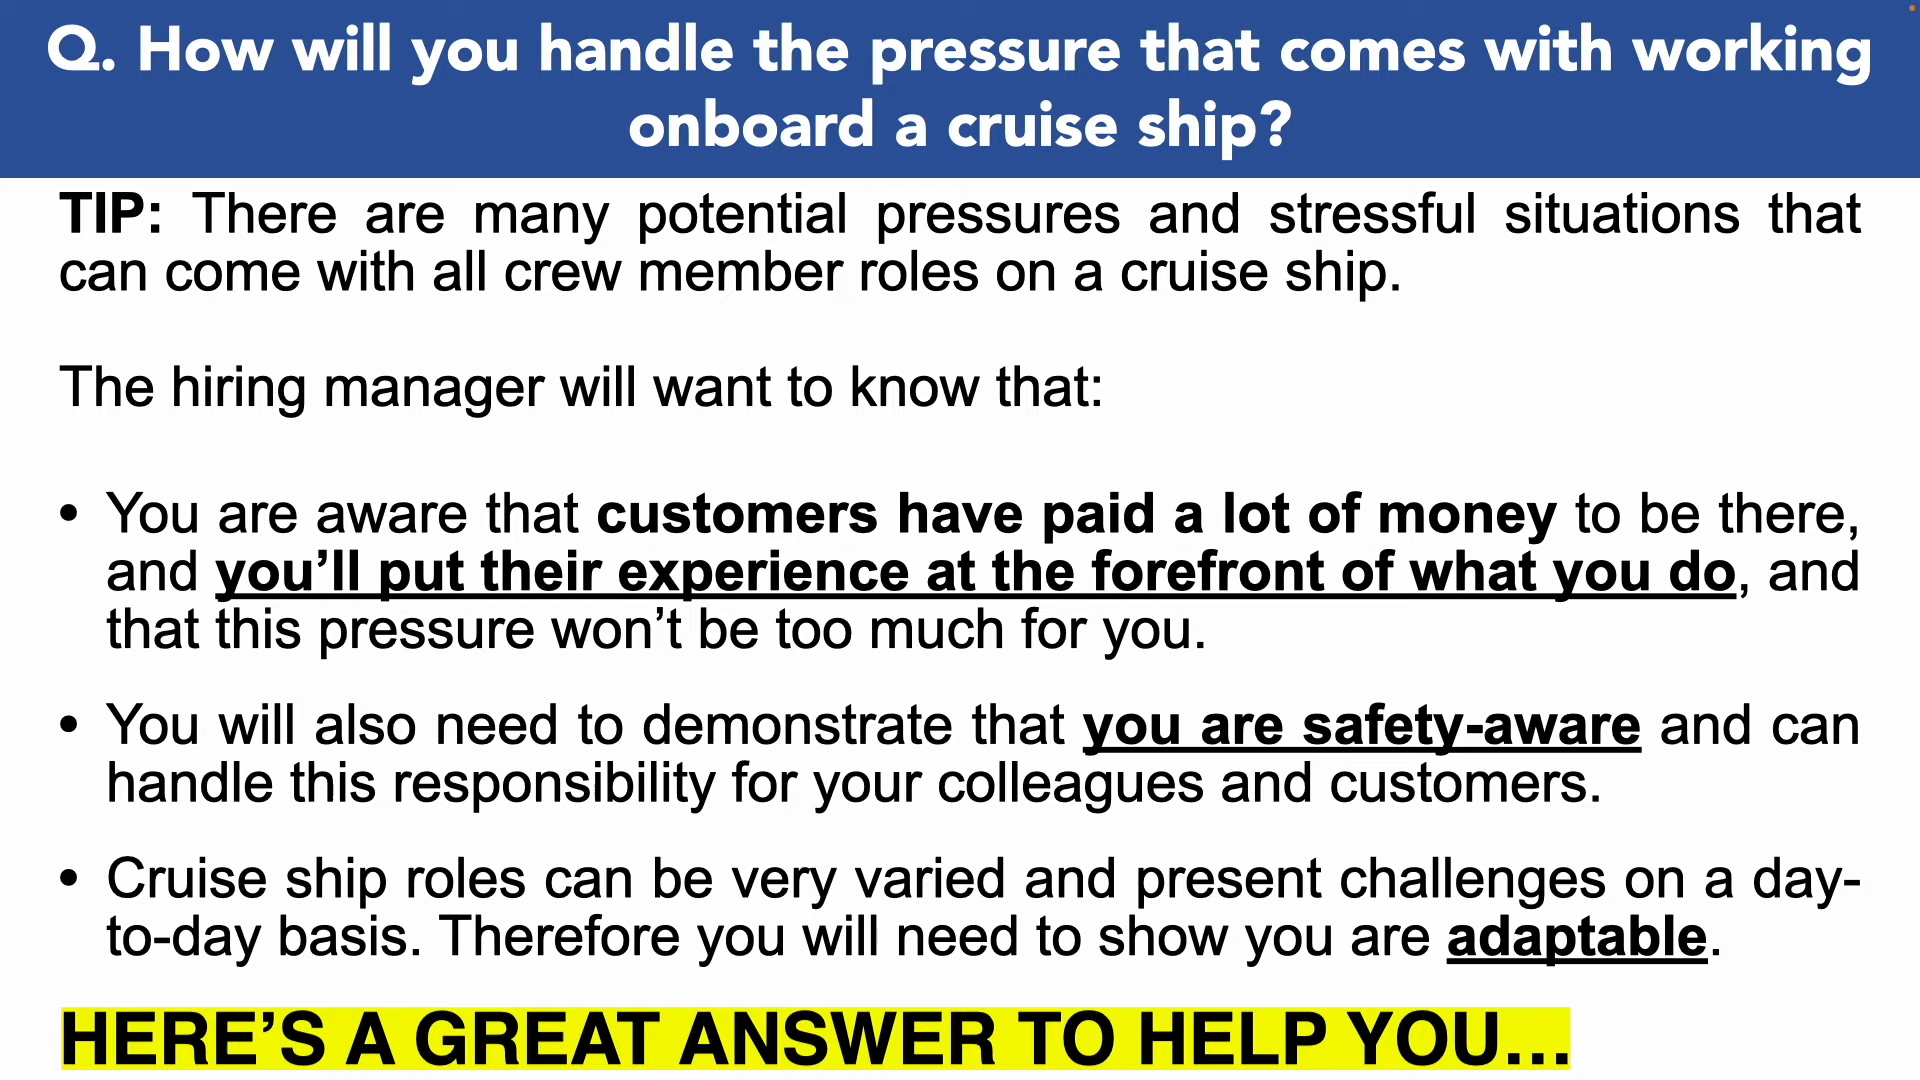 Q. How will you handle the pressure that comes with working
onboard a cruise ship?
TIP: There are many potential pressures and stressful situations that
can come with all crew member roles on a cruise ship.
The hiring manager will want to know that:
• You are aware that customers have paid a lot of money to be there,
and you’ll put their experience at the forefront of what you do, and
that this pressure won’t be too much for you.
• You will also need to demonstrate that you are safety-aware and can
handle this responsibility for your colleagues and customers.
• Cruise ship roles can be very varied and present challenges on a day-
to-day basis. Therefore you will need to show you are adaptable.
HERE’S A GREAT ANSWER TO HELP YOU…